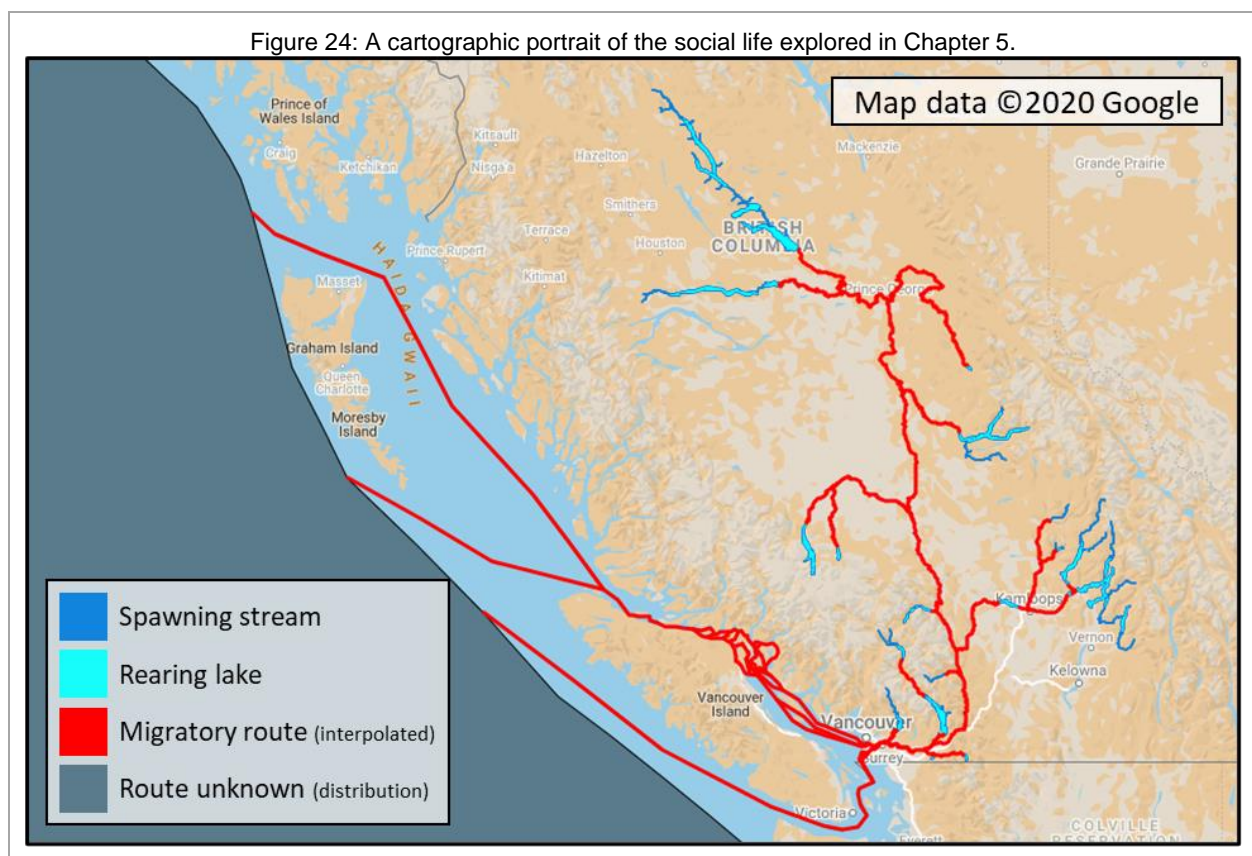 Figure 24: A cartographic portrait of the social life explored in Chapter 5.
Map data ©2020 Google
Prince of
Wales Island
Craig
Ketchikan
Kitsault
Nisga'a
Hazelton
Mackenzie
Grande Prairie
Smithers
Terrace
Houston
BRITISH
COLUMBIA
Prince Rupert
Kitimat
Prince Georg
HAIDA GWAII
Masset
Graham Island
Queen
Charlotte
Moresby
Island
Kamloops
Vernon
Kelowna
Vancouver
Island
Vancouver
Surrey
Victoria
Everett
COLVILLE
RESERVATION
Spawning stream
Rearing lake
Migratory route (interpolated)
Route unknown (distribution)